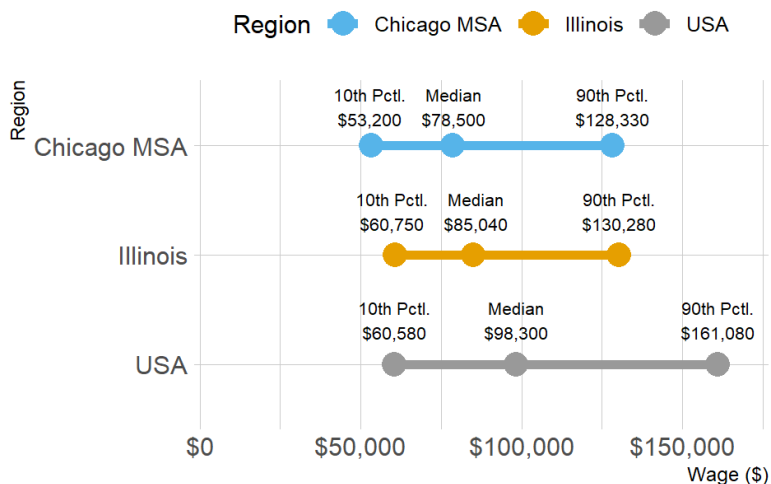 Region Chicago MSA Illinois USA
Region
10th Pctl. Median 90th Pctl.
$53,200 $78,500 $128,330
Chicago MSA
10th Pctl. Median 90th Pctl.
$60,750 $85,040 $130,280
Illinois
10th Pctl. Median 90th Pctl.
$60,580 $98,300 $161,080
USA
$0 $50,000 $100,000 $150,000
Wage ($)